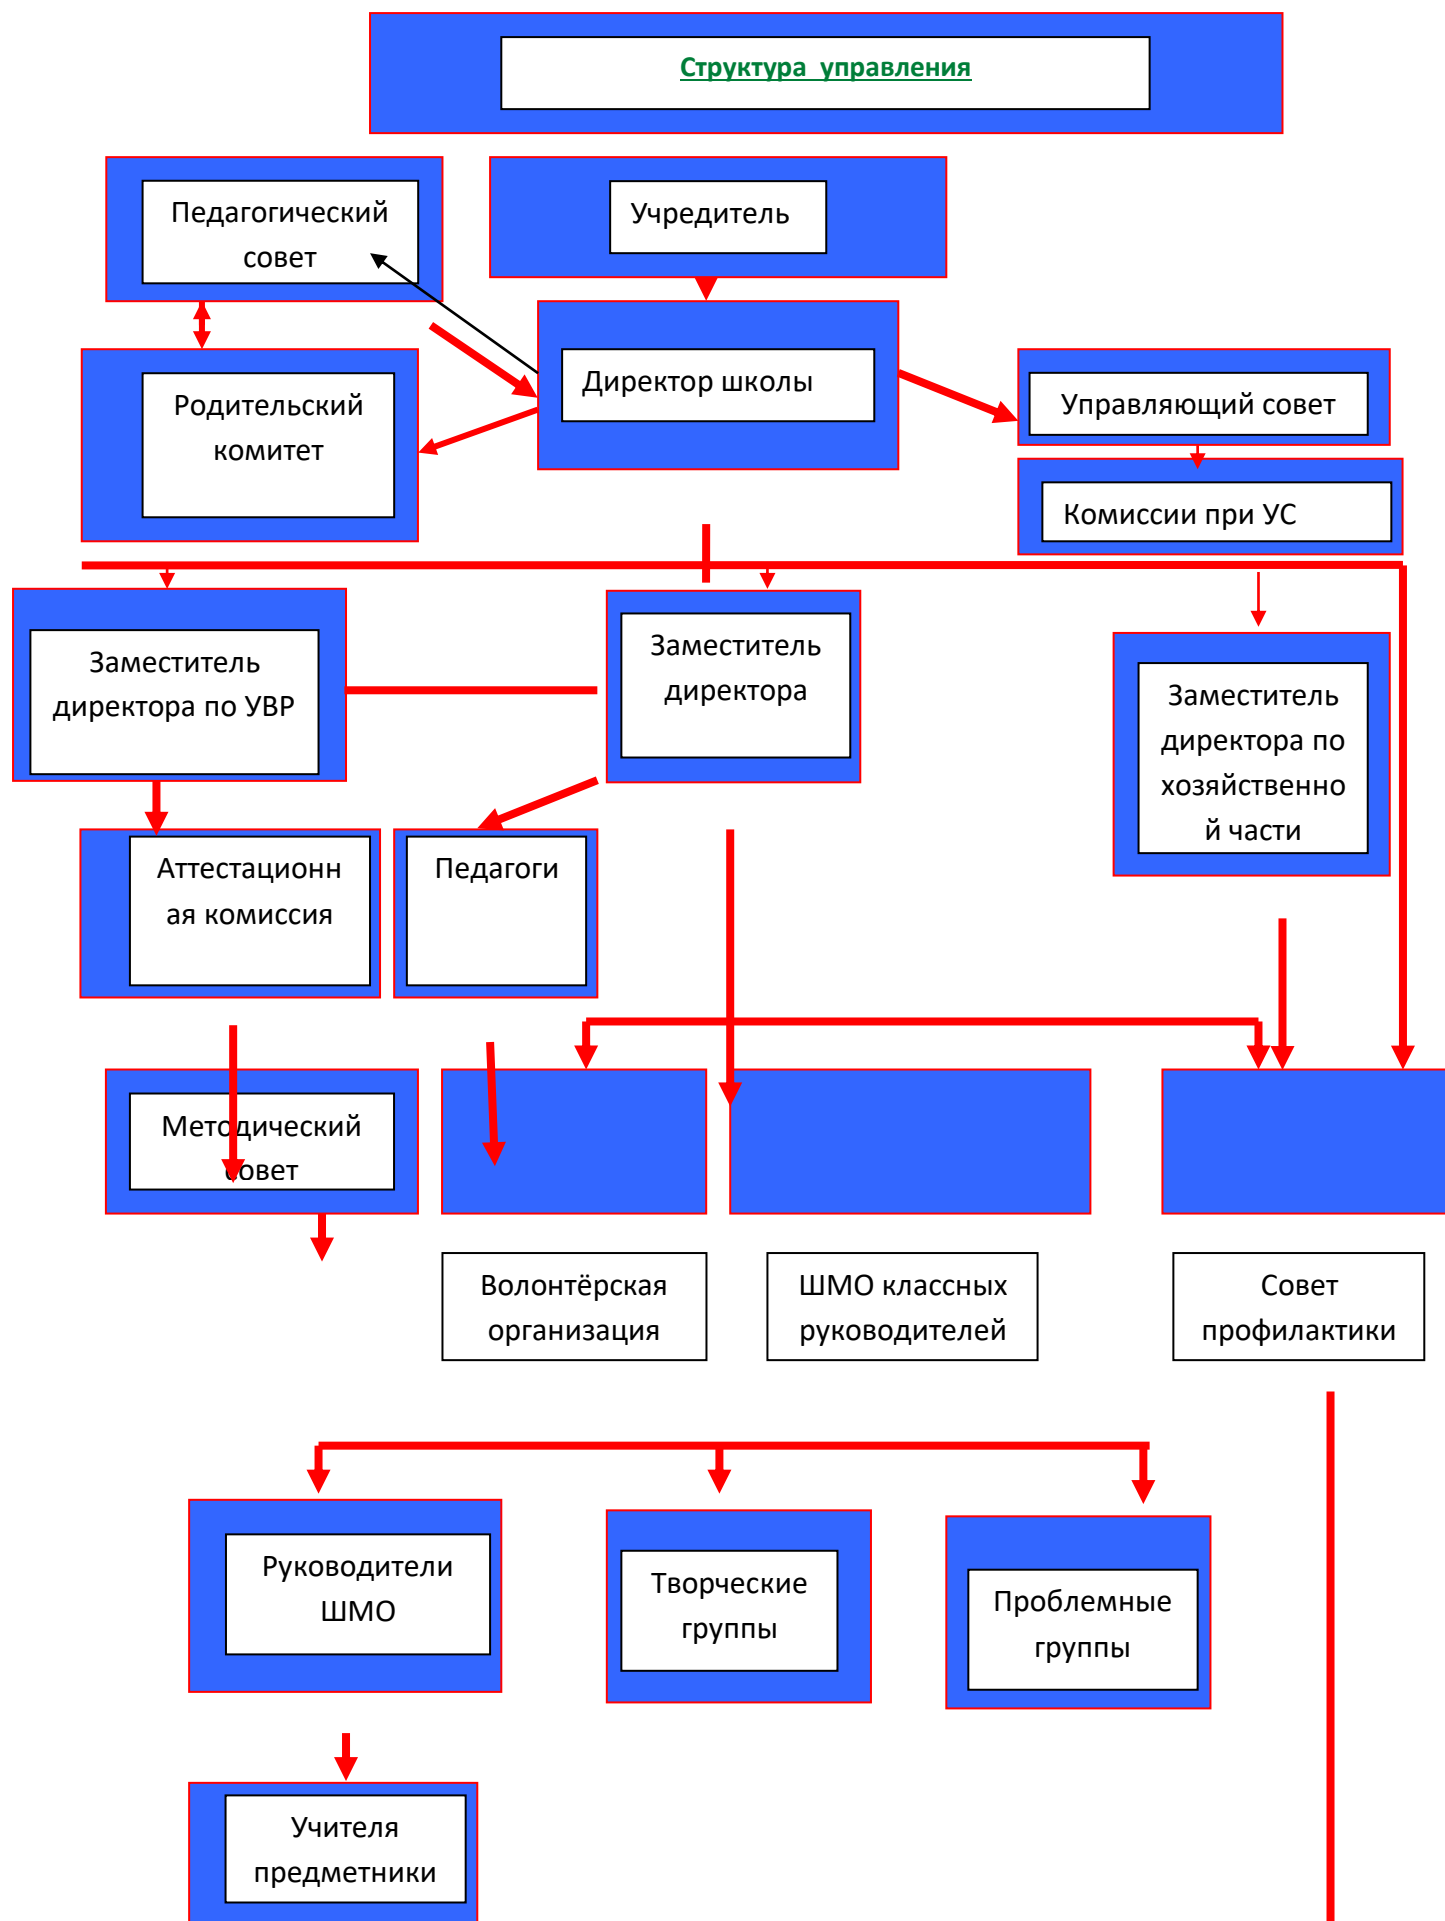 Структура управления
Педагогический
совет
Учредитель
Директор школы
Родительский
комитет
Управляющий совет
Комиссии при УС
Заместитель
директора по УВР
Заместитель
директора
Заместитель
директора по
хозяйственно
й части
Аттестационн
ая комиссия
Педагоги
Методический
совет
Волонтёрская
организация
ШМО классных
руководителей
Совет
профилактики
Руководители
ШМО
Творческие
группы
Проблемные
группы
Учителя
предметники